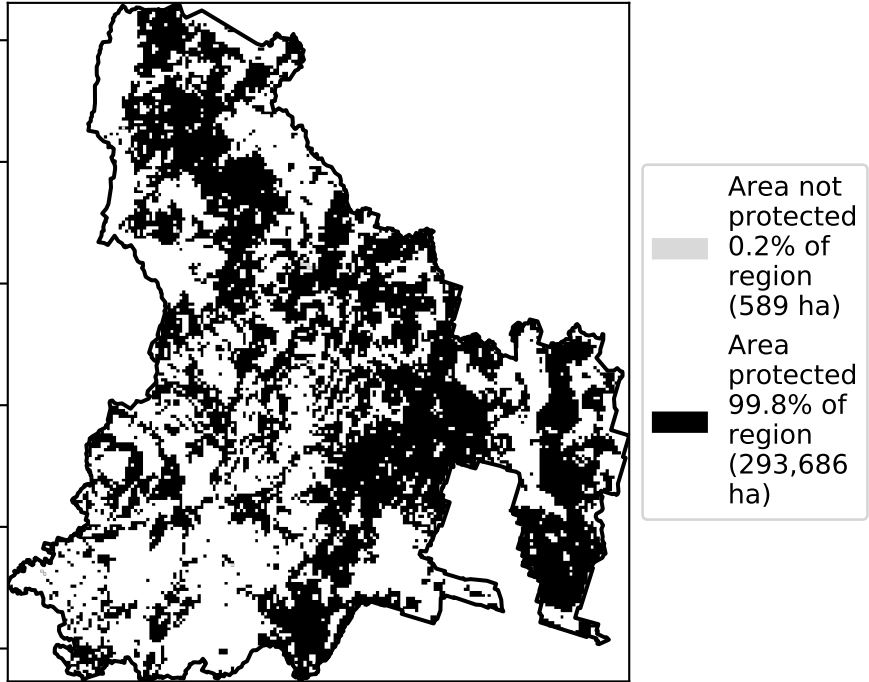 Area not
protected
0.2% of
region
(589 ha)
Area
protected
99.8% of
region
(293,686
ha)